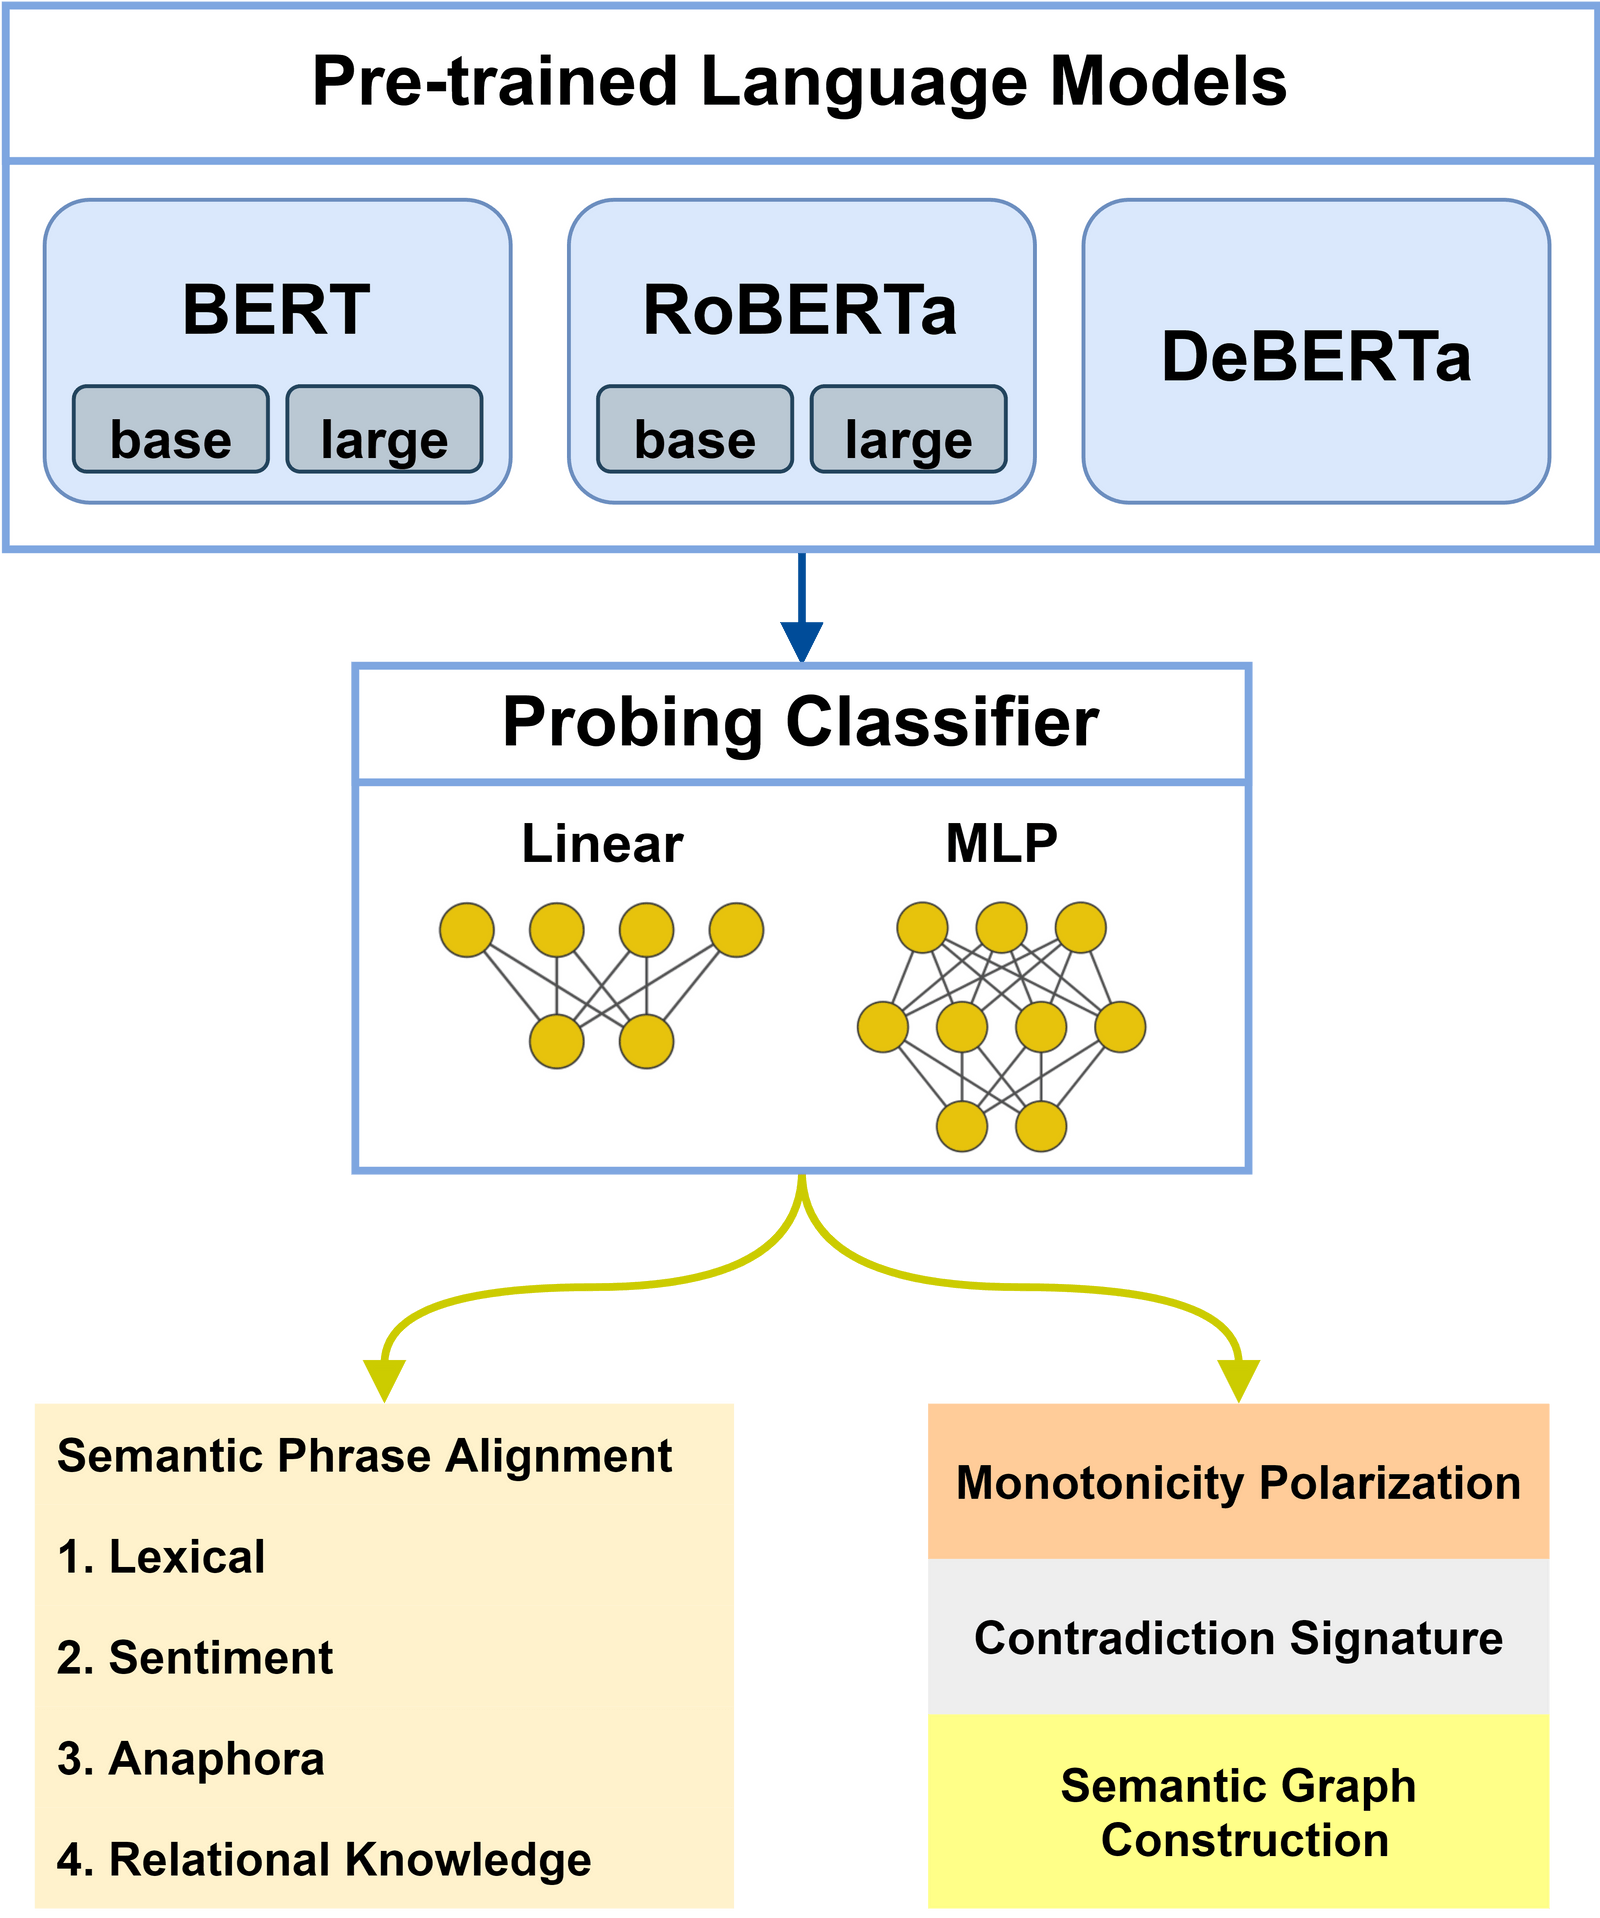 Pre-trained Language Models
BERT
base
large
RoBERTa
base
large
DeBERTa
Probing Classifier
Linear
MLP
Semantic Phrase Alignment
1. Lexical
2. Sentiment
3. Anaphora
4. Relational Knowledge
Monotonicity Polarization
Contradiction Signature
Semantic Graph
Construction